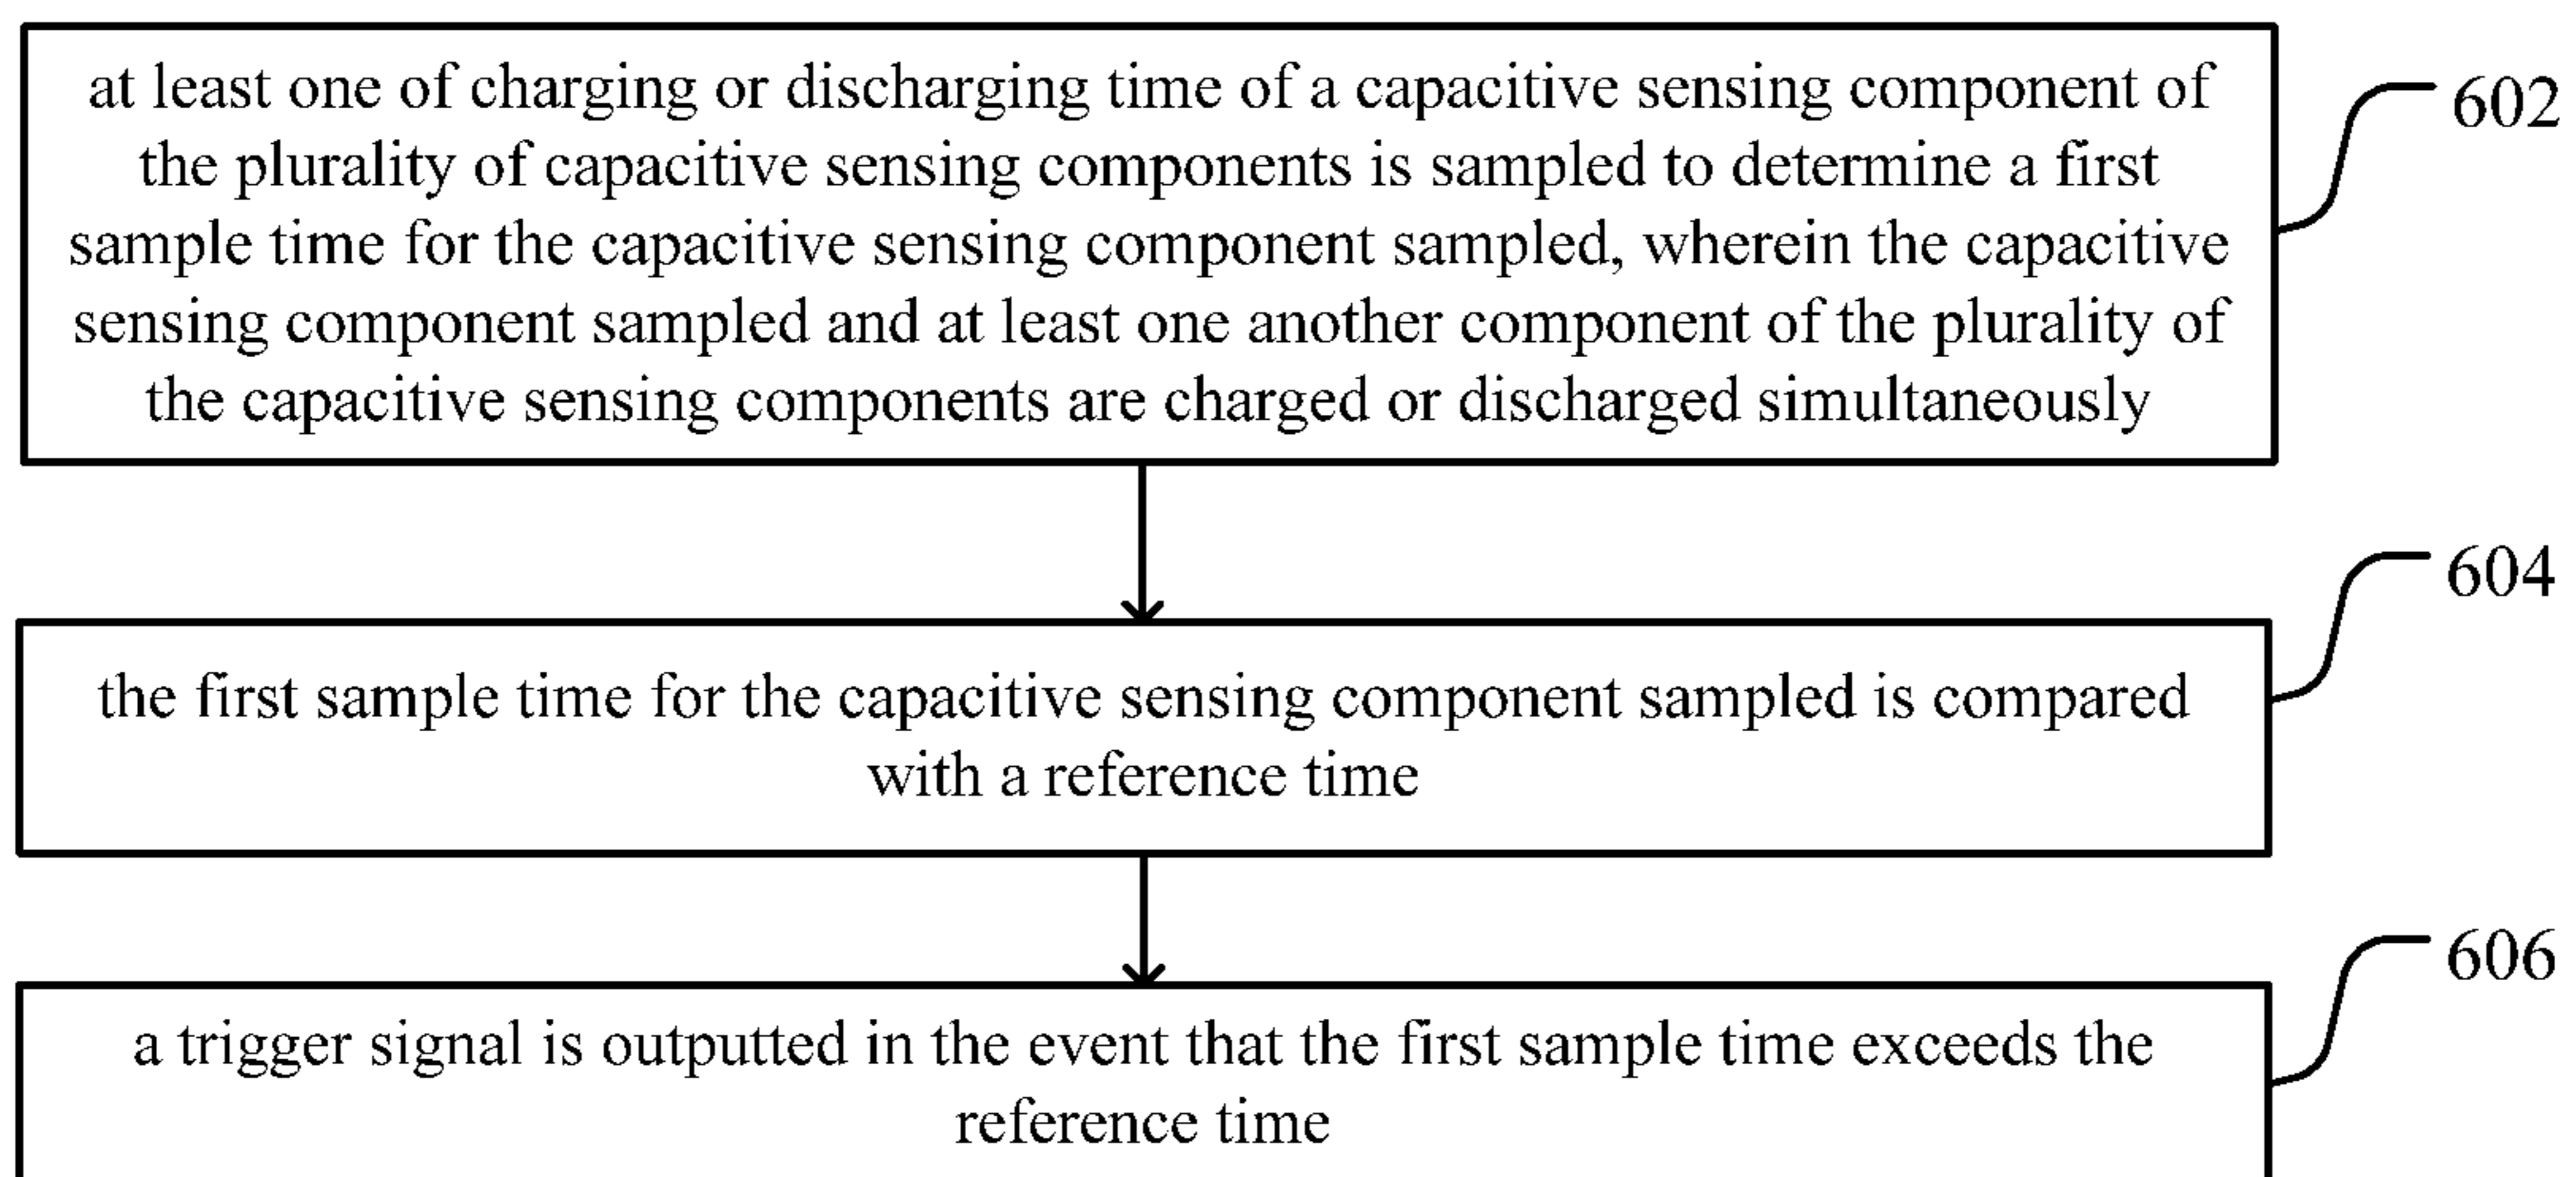 at least one of charging or discharging time of a capacitive sensing component of
the plurality of capacitive sensing components is sampled to determine a first
sample time for the capacitive sensing component sampled, wherein the capacitive
sensing component sampled and at least one another component of the plurality of
the capacitive sensing components are charged or discharged simultaneously
602
the first sample time for the capacitive sensing component sampled is compared
with a reference time
604
a trigger signal is outputted in the event that the first sample time exceeds the
reference time
606